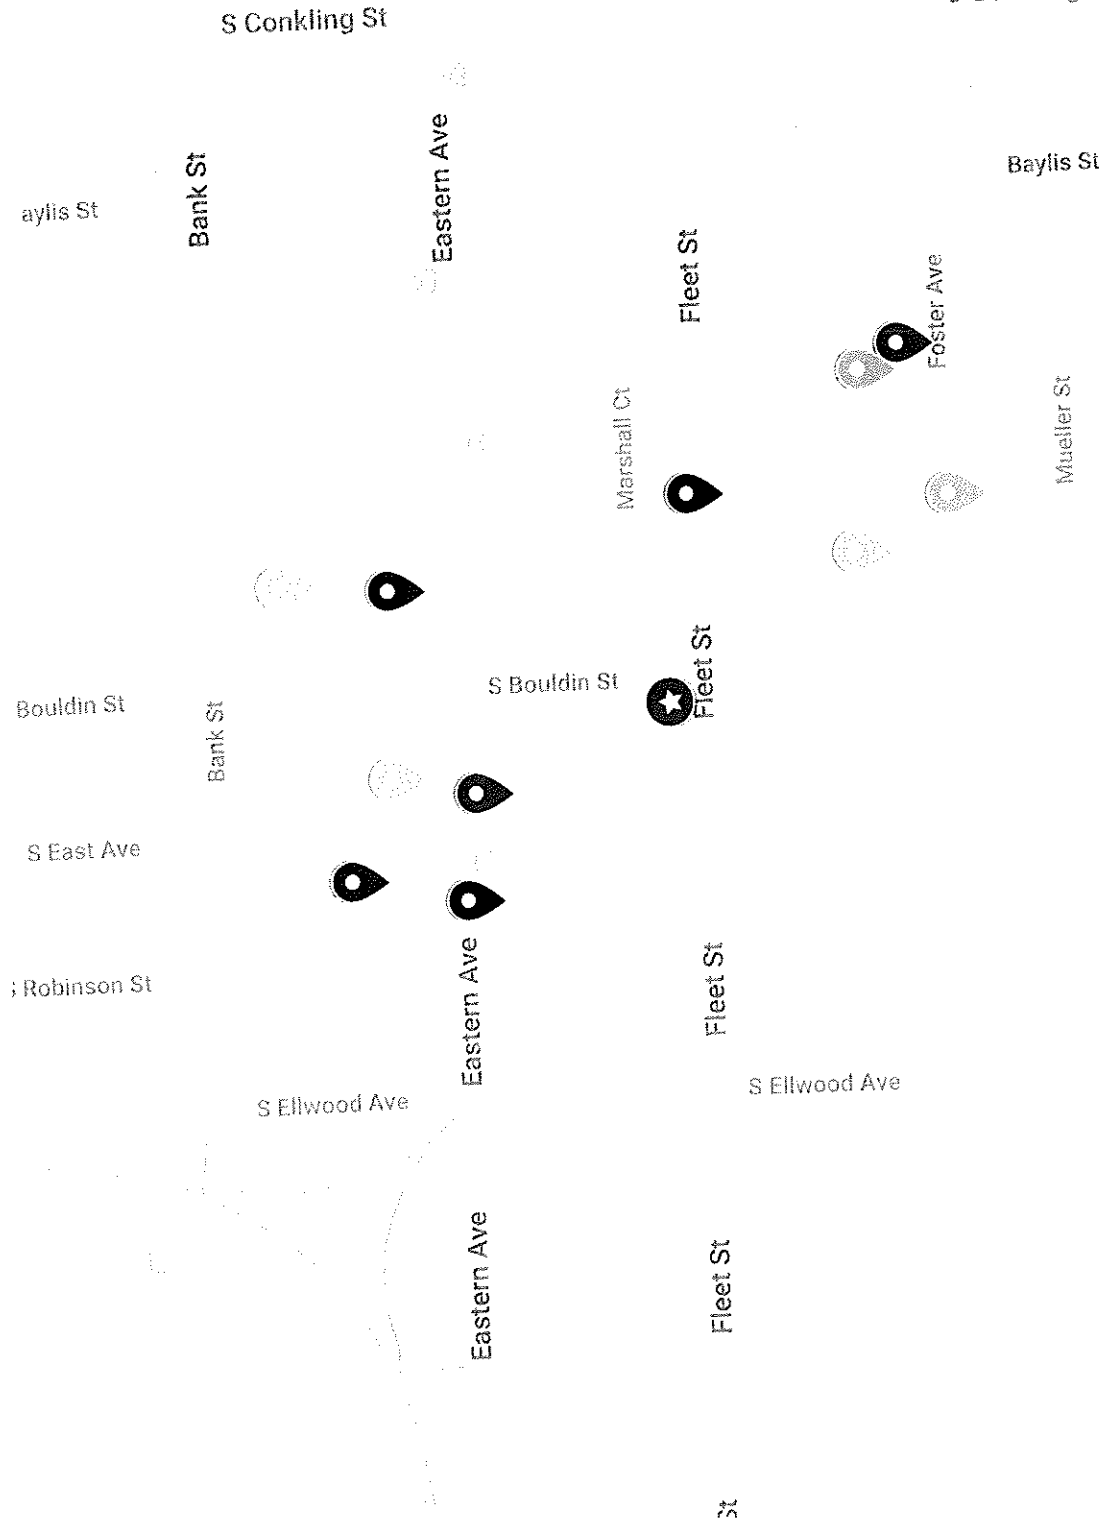 S Conkling St
Eastern Ave
Bank St
Baylis St
aylis St
Fleet St
Foster Ave
Marshall Ct
Mueller St
Fleet St
S Bouldin St
Bouldin St
Bank St
S East Ave
Eastern Ave
Fleet St
Robinson St
S Ellwood Ave
S Ellwood Ave
Eastern Ave
Fleet St
St